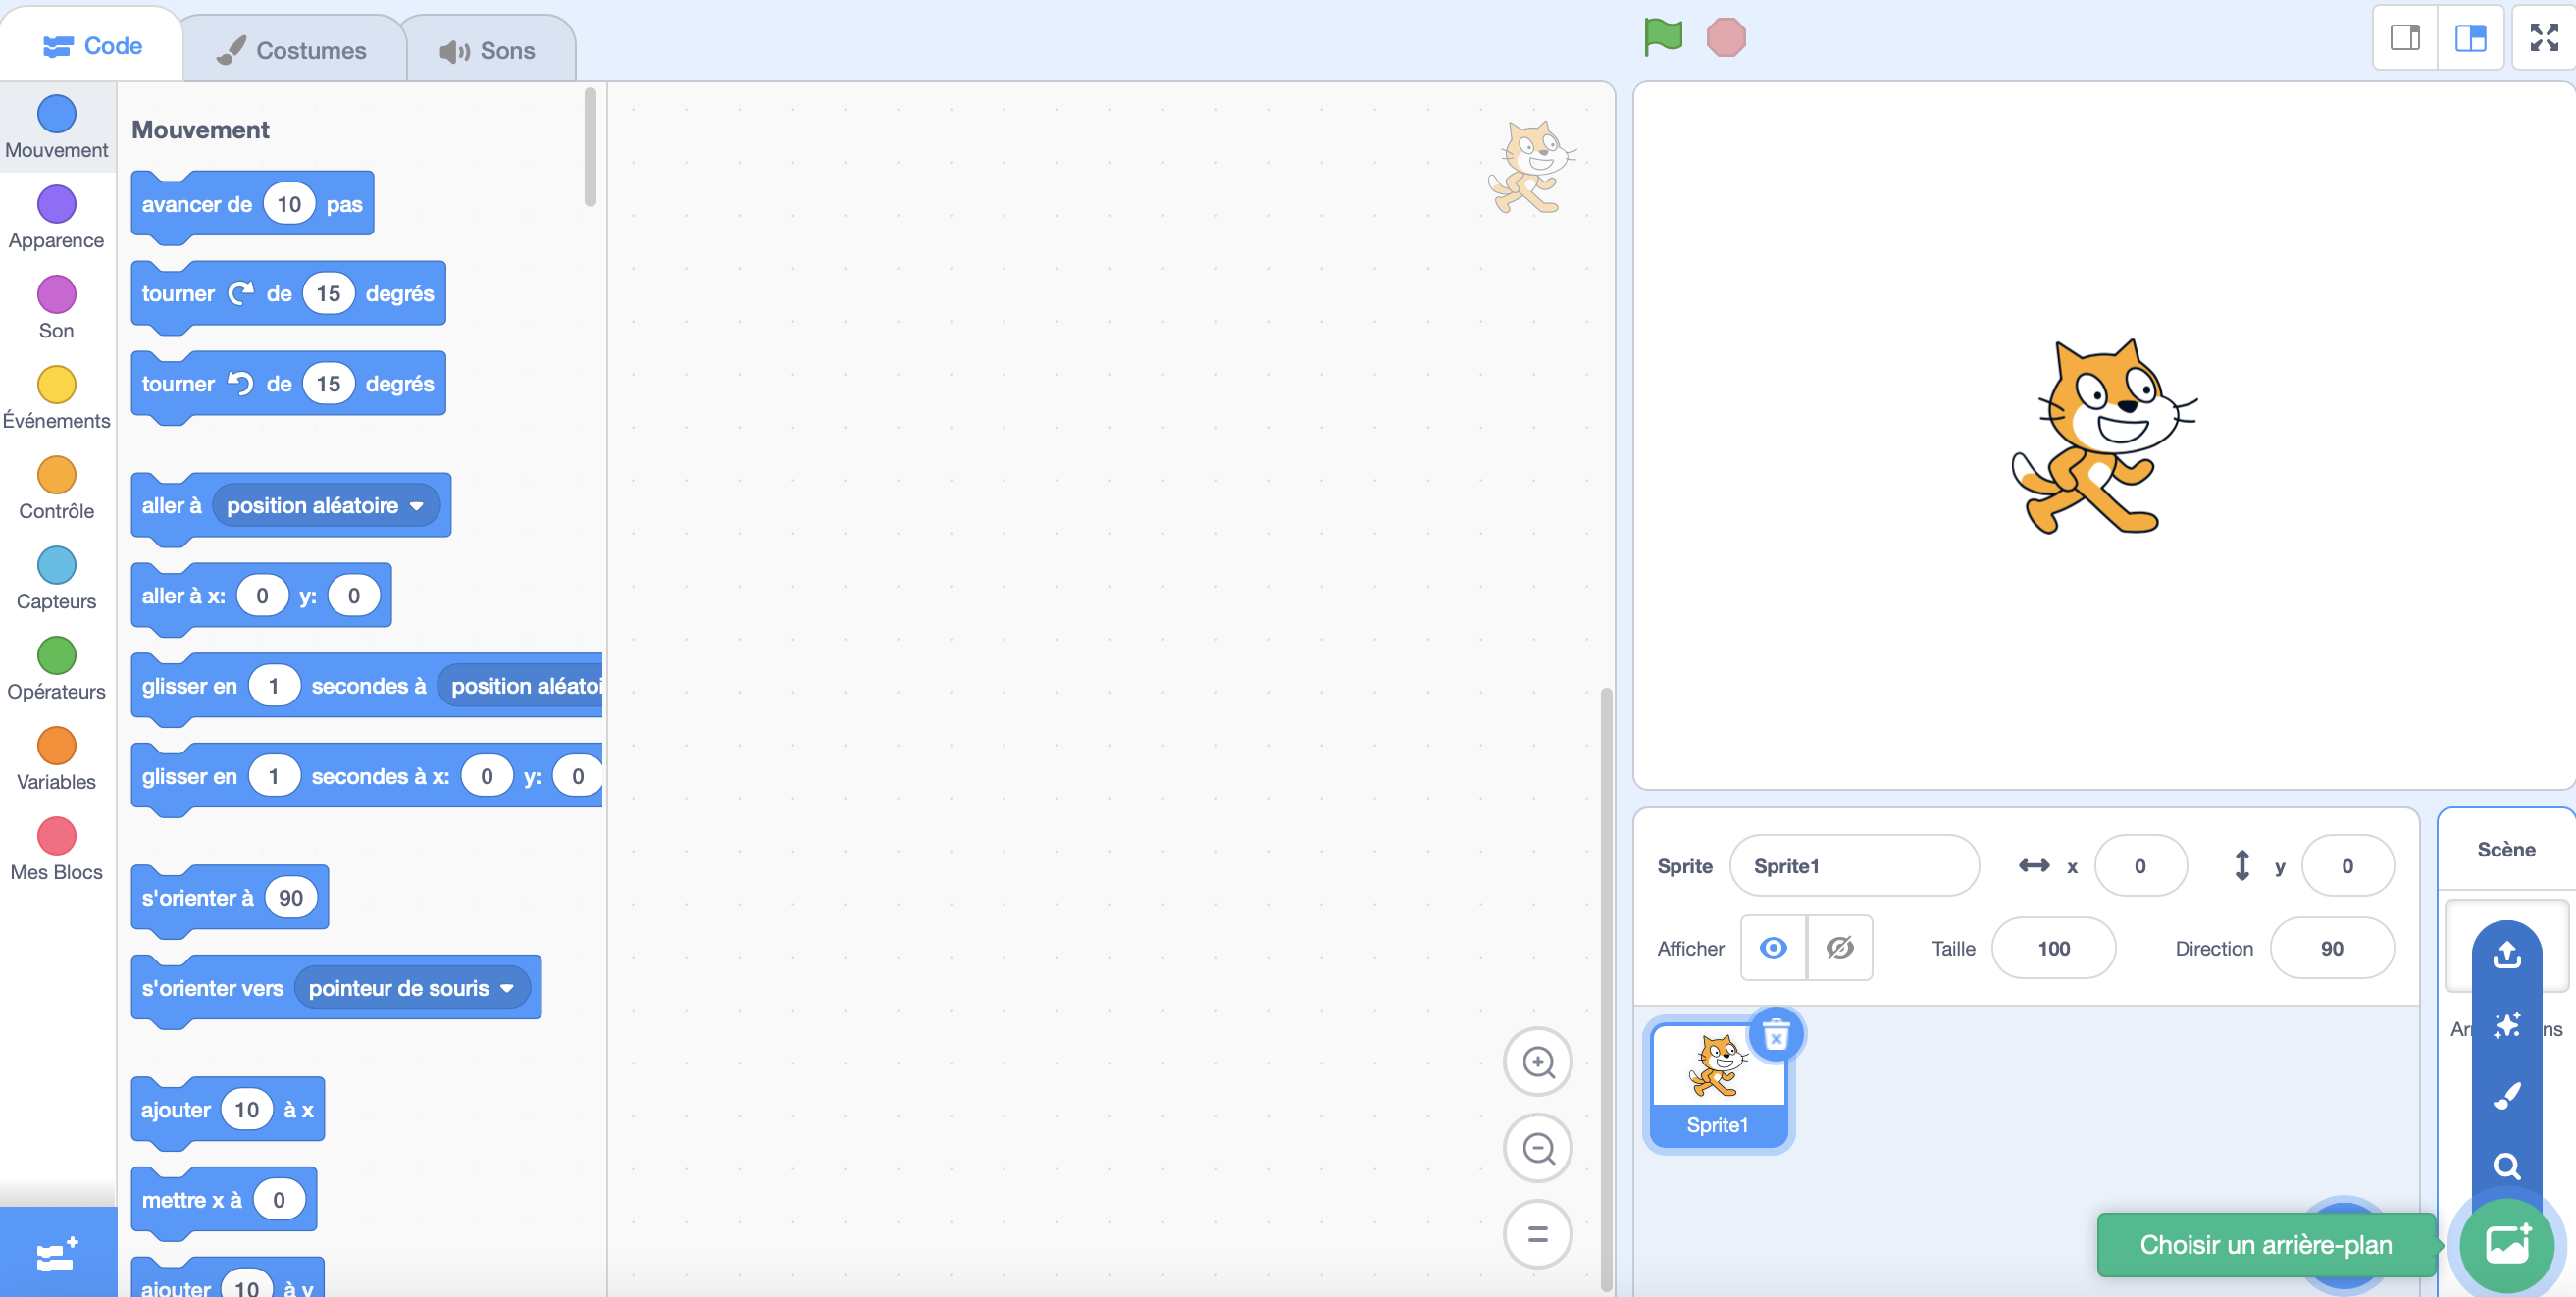 Code
Costumes
Sons
Mouvement
Apparence
Son
Événements
Contrôle
Capteurs
Opérateurs
Variables
Mes Blocs
Mouvement
avancer de 10 pas
tourner de 15 degrés
tourner de 15 degrés
aller à position aléatoire
aller à x: 0 y: 0
glisser en 1 secondes à position aléatoi
glisser en 1 secondes à x: 0 y: 0
s'orienter à 90
s'orienter vers pointeur de souris
ajouter 10 à x
mettre x à 0
ajouter 10 à y
Sprite Sprite1 x 0 y 0
Afficher Taille 100 Direction 90
Sprite1
Scène
Choisir un arrière-plan